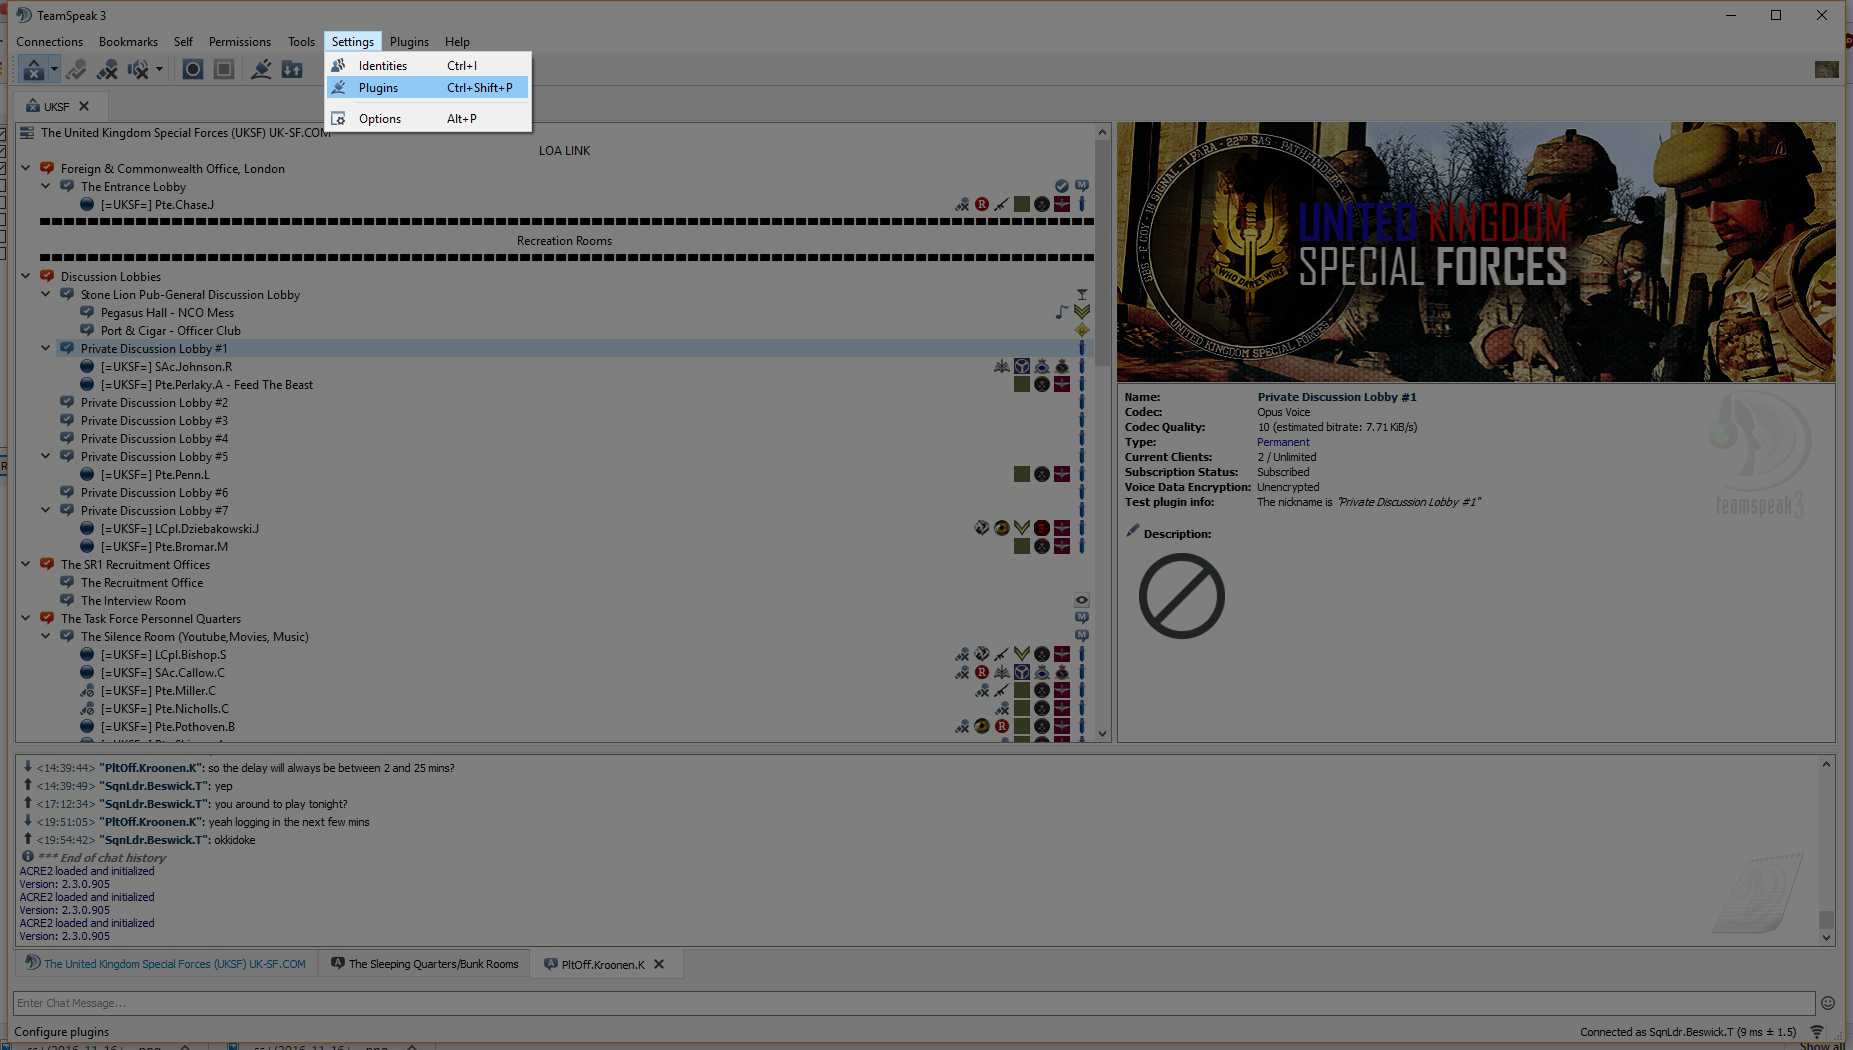 TeamSpeak 3
Connections Bookmarks Self Permissions Tools Settings Plugins Help
Identities Ctrl+I
Plugins Ctrl+Shift+P
Options Alt+P
UKSF
The United Kingdom Special Forces (UKSF) UK-SF.COM
LOA LINK
Foreign & Commonwealth Office, London
The Entrance Lobby
[=UKSF=] Pte.Chase.J
Recreation Rooms
Discussion Lobbies
Stone Lion Pub-General Discussion Lobby
Pegasus Hall - NCO Mess
Port & Cigar - Officer Club
Private Discussion Lobby #1
[=UKSF=] SAc.Johnson.R
[=UKSF=] Pte.Perlaky.A - Feed The Beast
Private Discussion Lobby #2
Private Discussion Lobby #3
Private Discussion Lobby #4
Private Discussion Lobby #5
[=UKSF=] Pte.Penn.L
Private Discussion Lobby #6
Private Discussion Lobby #7
[=UKSF=] LCpl.Dziebakowski.J
[=UKSF=] Pte.Bromar.M
The SR1 Recruitment Offices
The Recruitment Office
The Interview Room
The Task Force Personnel Quarters
The Silence Room (Youtube,Movies, Music)
[=UKSF=] LCpl.Bishop.S
[=UKSF=] SAc.Callow.C
[=UKSF=] Pte.Miller.C
[=UKSF=] Pte.Nicholls.C
[=UKSF=] Pte.Pothoven.B
UNITED KINGDOM
SPECIAL FORCES
WHO DARES WINS
SFSG - F COY - 18 SIGNAL - 1 PARA - 22ND SAS - PATHFINDERS
- UNITED KINGDOM SPECIAL FORCES -
Name: Private Discussion Lobby #1
Codec: Opus Voice
Codec Quality: 10 (estimated bitrate: 7.71 KiB/s)
Type: Permanent
Current Clients: 2 / Unlimited
Subscription Status: Subscribed
Voice Data Encryption: Unencrypted
Test plugin info: The nickname is "Private Discussion Lobby #1"
teamspeak3
Description:
<14:39:44> "PltOff.Kroonen.K": so the delay will always be between 2 and 25 mins?
<14:39:49> "SqnLdr.Beswick.T": yep
<17:12:34> "SqnLdr.Beswick.T": you around to play tonight?
<19:51:05> "PltOff.Kroonen.K": yeah logging in the next few mins
<19:54:42> "SqnLdr.Beswick.T": okkidoke
*** End of chat history
ACRE2 loaded and initialized
Version: 2.3.0.905
ACRE2 loaded and initialized
Version: 2.3.0.905
ACRE2 loaded and initialized
Version: 2.3.0.905
The United Kingdom Special Forces (UKSF) UK-SF.COM The Sleeping Quarters/Bunk Rooms PltOff.Kroonen.K
Enter Chat Message...
Configure plugins Connected as SqnLdr.Beswick.T (9 ms ± 1.5)
Show all